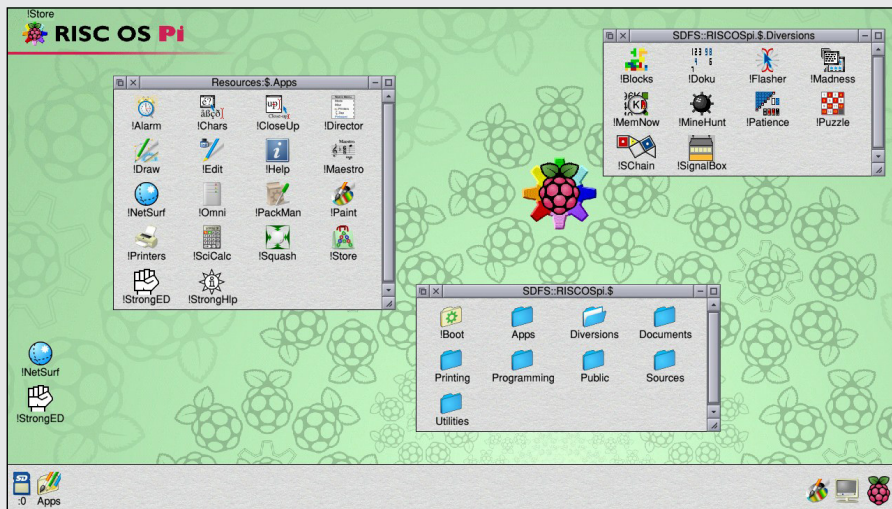 !Store
RISC OS Pi
Resources:$.Apps
!Alarm !Chars !CloseUp !Director
!Draw !Edit !Help !Maestro
!NetSurf !Omni !PackMan !Paint
!Printers !SciCalc !Squash !Store
!StrongED !StrongHlp
SDFS::RISCOSpi.$.Diversions
!Blocks !Doku !Flasher !Madness
!MemNow !MineHunt !Patience !Puzzle
!SChain !SignalBox
SDFS::RISCOSpi.$
!Boot Apps Diversions Documents
Printing Programming Public Sources
Utilities
!NetSurf
!StrongED
:0 Apps